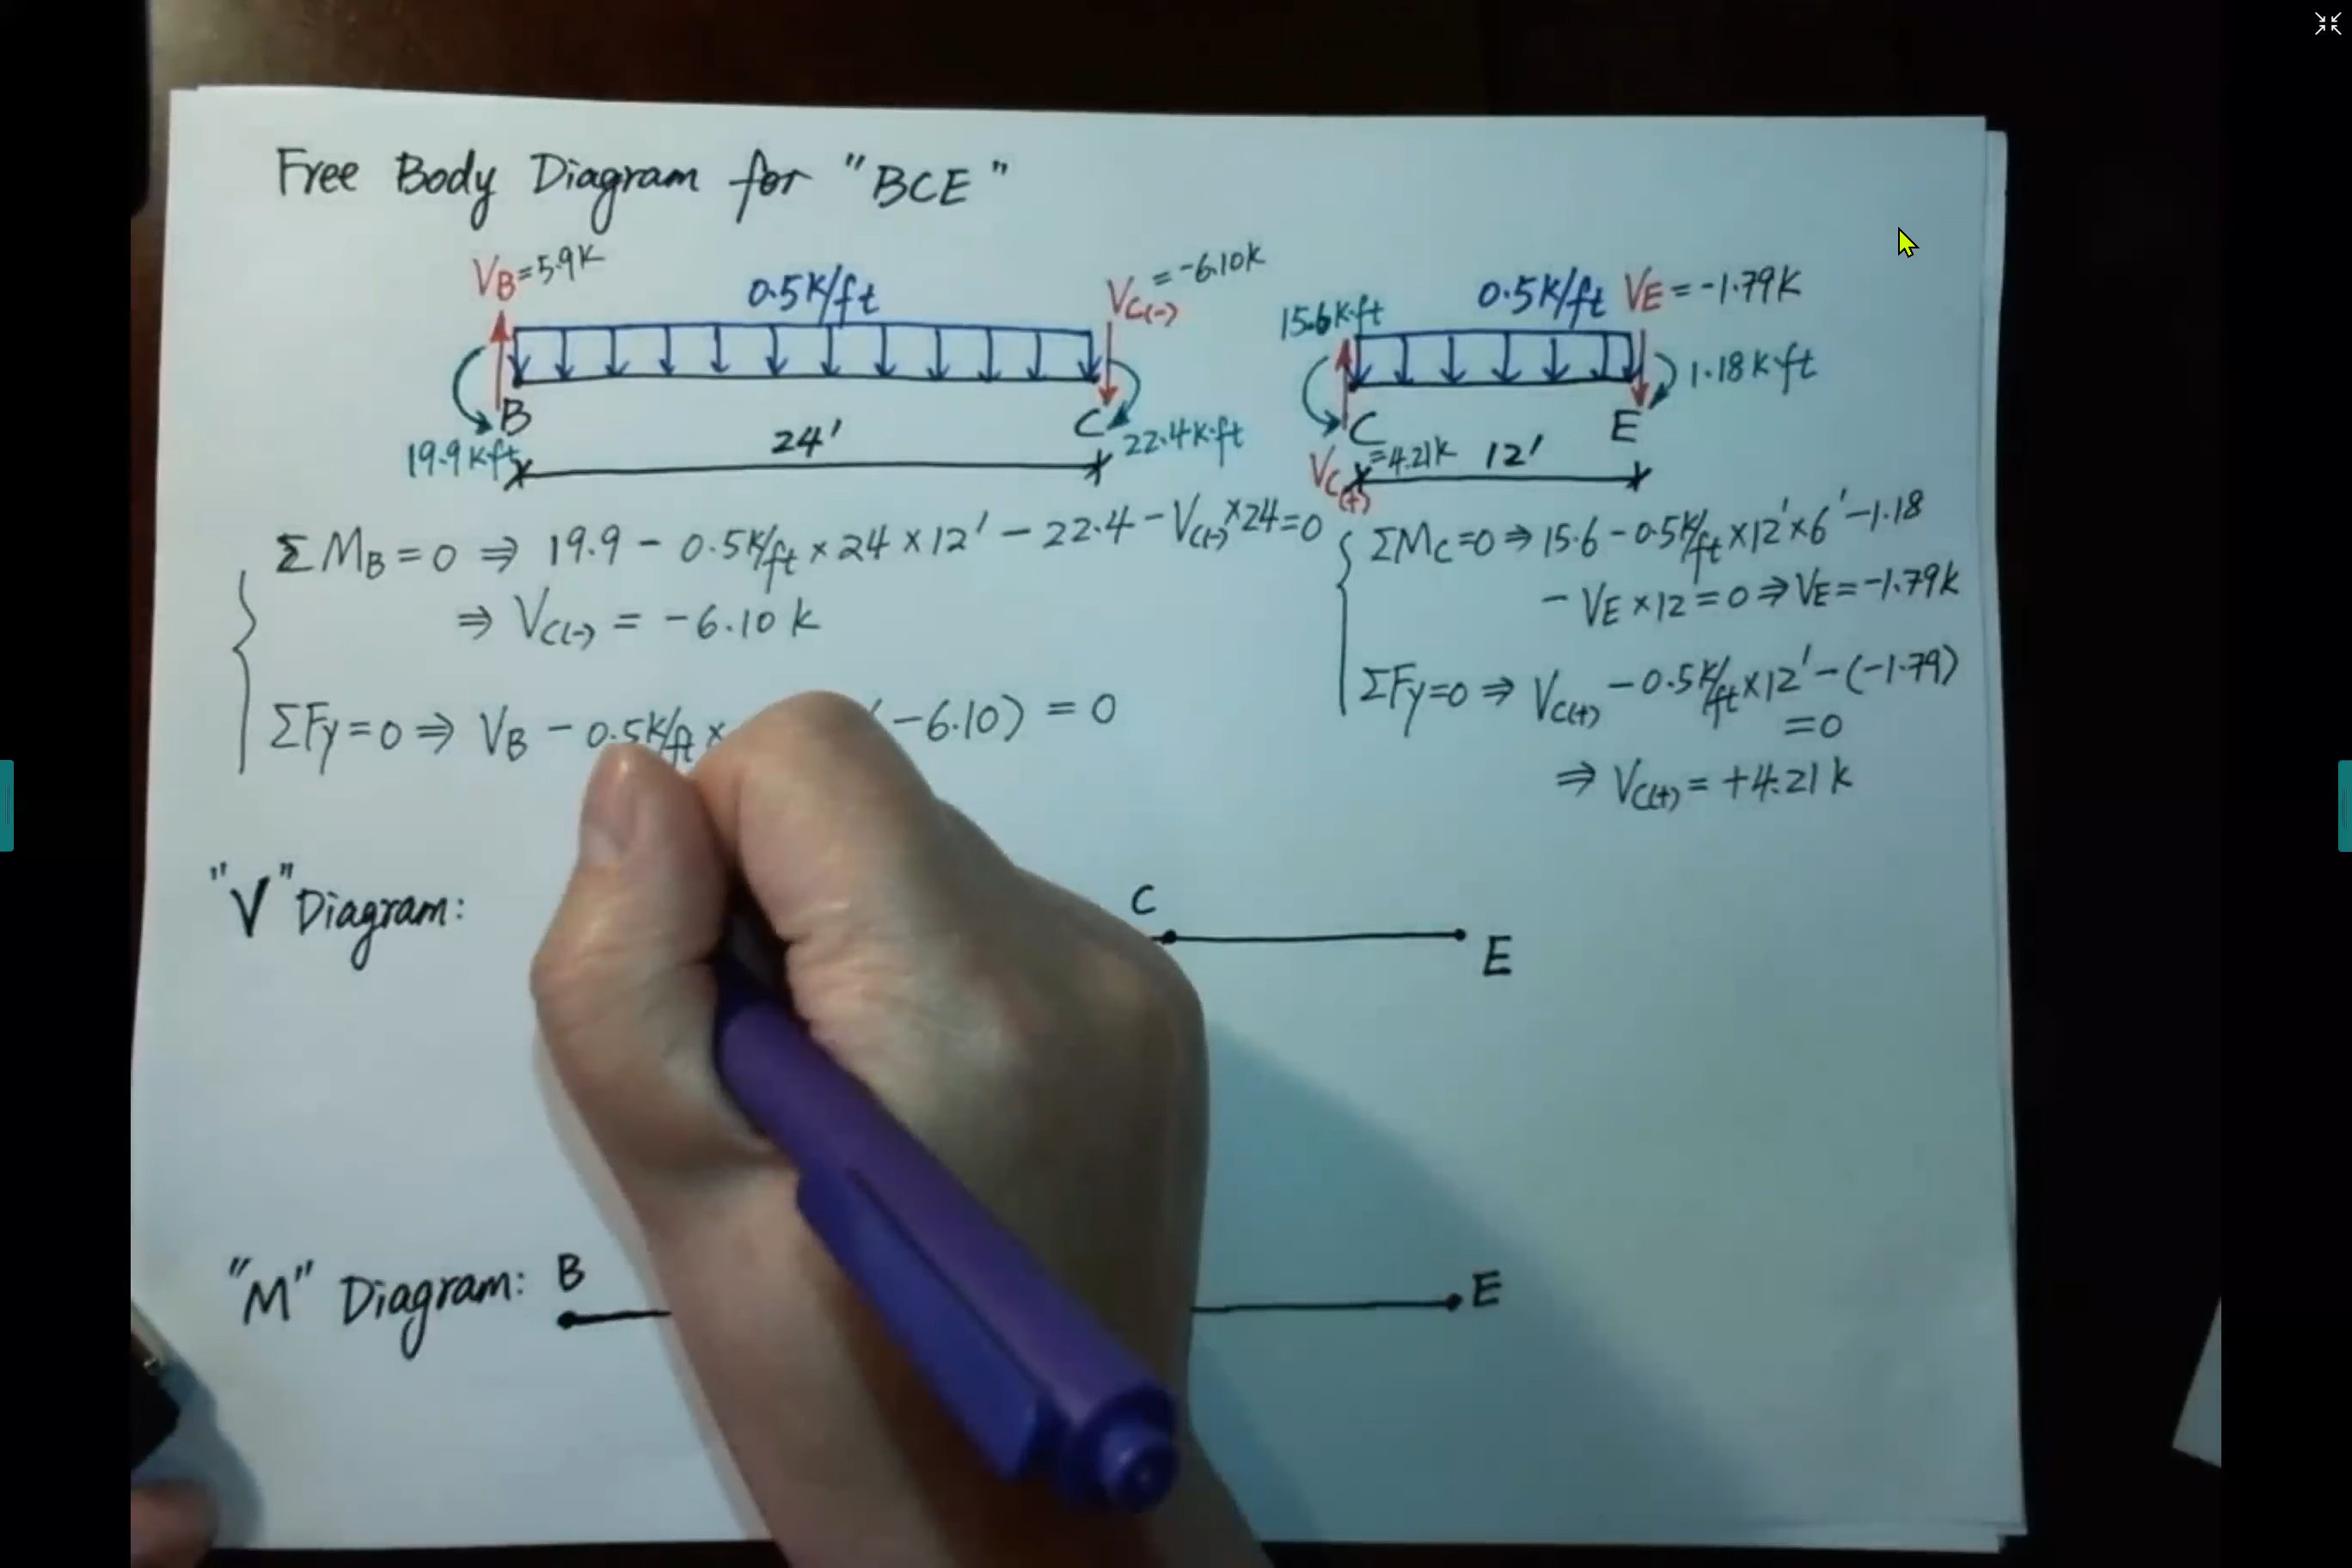 Free Body Diagram for "BCE"
VB=5.9K
0.5K/ft
VC(-) = -6.10K
19.9 K·ft
B
24'
C
22.4 K·ft
15.6 K·ft
0.5K/ft
VE = -1.79K
1.18 K·ft
C
E
VC(+) =4.21K
12'
ΣMB = 0 ⇒ 19.9 - 0.5K/ft × 24 × 12' - 22.4 - VC(-) × 24 = 0
⇒ VC(-) = -6.10 K
ΣFy = 0 ⇒ VB - 0.5K/ft × (-6.10) = 0
ΣMC=0 ⇒ 15.6 - 0.5K/ft × 12' × 6' - 1.18
- VE × 12 = 0 ⇒ VE = -1.79K
ΣFy=0 ⇒ VC(+) - 0.5K/ft × 12' - (-1.79)
=0
⇒ VC(+) = +4.21 K
"V" Diagram:
C
E
"M" Diagram:
B
E